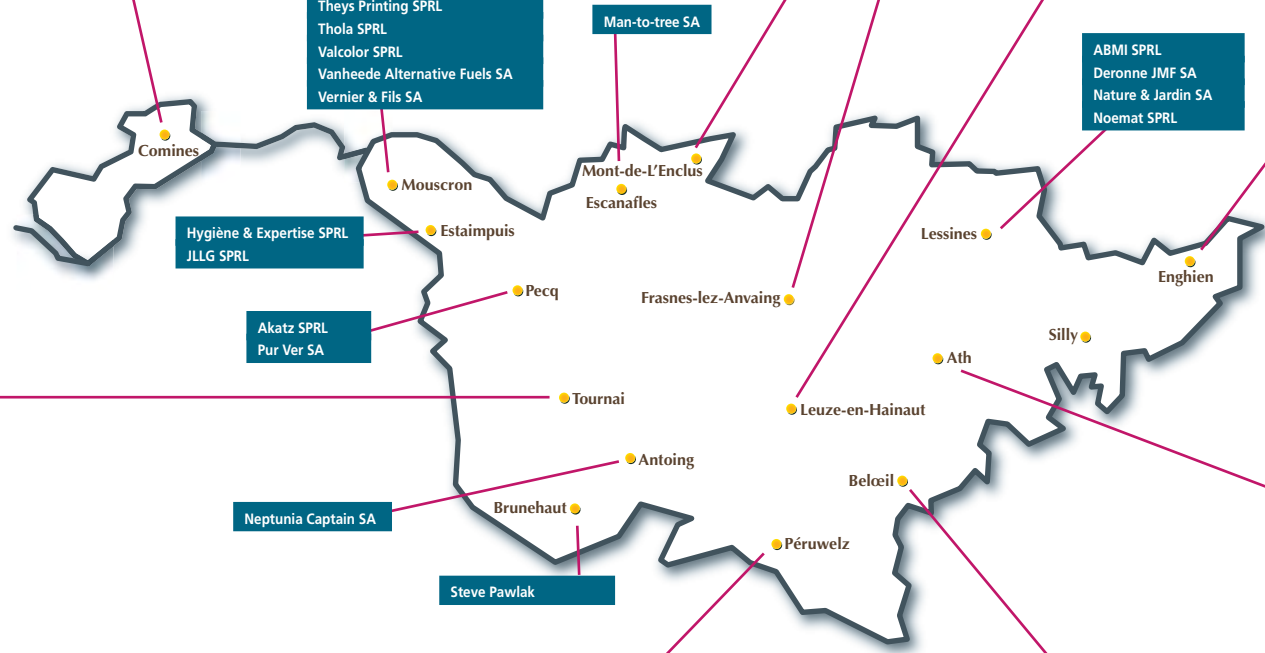 Theys Printing SPRL
Thola SPRL
Valcolor SPRL
Vanheede Alternative Fuels SA
Vernier & Fils SA
Man-to-tree SA
ABMI SPRL
Deronne JMF SA
Nature & Jardin SA
Noemat SPRL
Comines
Mouscron
Mont-de-L'Enclus
Escanafles
Hygiène & Expertise SPRL
JLLG SPRL
Estaimpuis
Lessines
Enghien
Pecq
Frasnes-lez-Anvaing
Akatz SPRL
Pur Ver SA
Silly
Ath
Tournai
Leuze-en-Hainaut
Antoing
Belœil
Neptunia Captain SA
Brunehaut
Péruwelz
Steve Pawlak